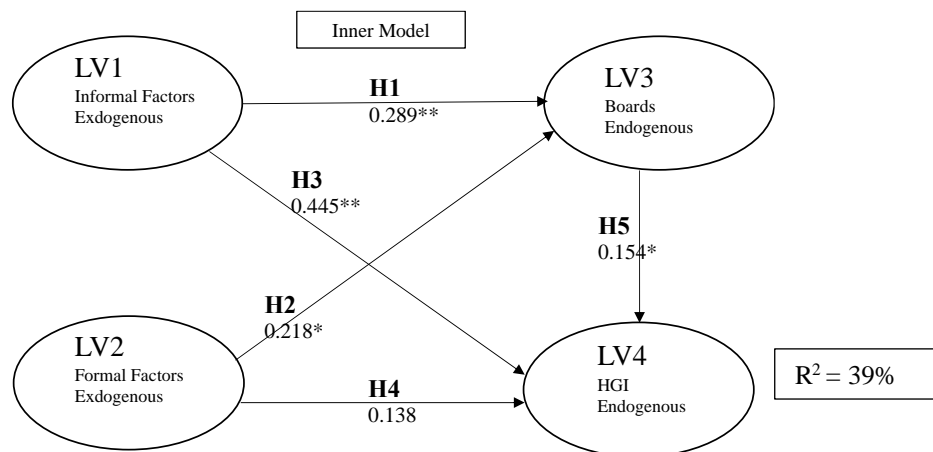 Inner Model
LV1
Informal Factors
Exdogenous
H1
0.289**
LV3
Boards
Endogenous
H3
0.445**
H5
0.154*
H2
0.218*
LV2
Formal Factors
Exdogenous
H4
0.138
LV4
HGI
Endogenous
R² = 39%